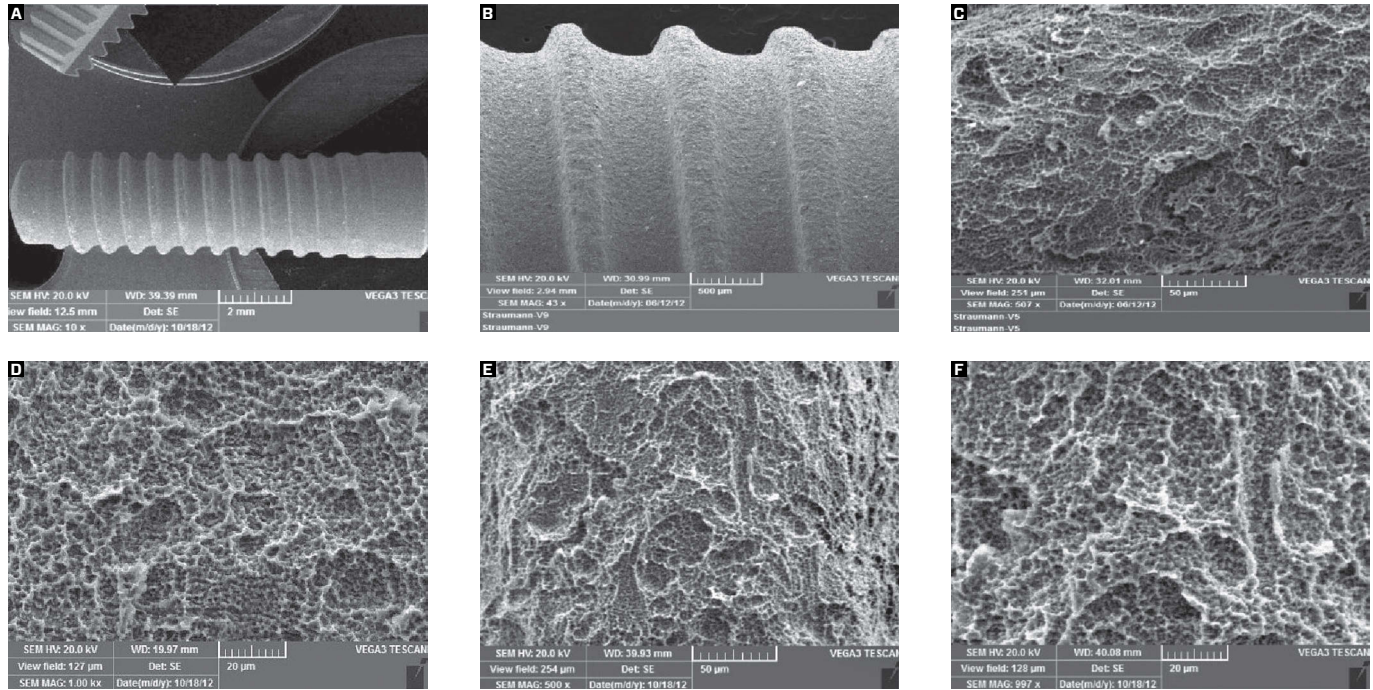 A
SEM HV: 20.0 kV WD: 39.39 mm VEGA3 TESC
iew field: 12.5 mm Det: SE 2 mm
SEM MAG: 10 x Date(m/d/y): 10/18/12
B
SEM HV: 20.0 kV WD: 30.99 mm VEGA3 TESCAN
View field: 2.94 mm Det: SE 500 µm
SEM MAG: 43 x Date(m/d/y): 06/12/12
Straumann-V9
Straumann-V9
C
SEM HV: 20.0 kV WD: 32.01 mm VEGA3 TESCAN
View field: 251 µm Det: SE 50 µm
SEM MAG: 507 x Date(m/d/y): 06/12/12
Straumann-V5
Straumann-V5
D
SEM HV: 20.0 kV WD: 19.97 mm VEGA3 TESCAN
View field: 127 µm Det: SE 20 µm
SEM MAG: 1.00 kx Date(m/d/y): 10/18/12
E
SEM HV: 20.0 kV WD: 39.93 mm VEGA3 TESCAN
View field: 254 µm Det: SE 50 µm
SEM MAG: 500 x Date(m/d/y): 10/18/12
F
SEM HV: 20.0 kV WD: 40.08 mm VEGA3 TESCAN
View field: 128 µm Det: SE 20 µm
SEM MAG: 997 x Date(m/d/y): 10/18/12